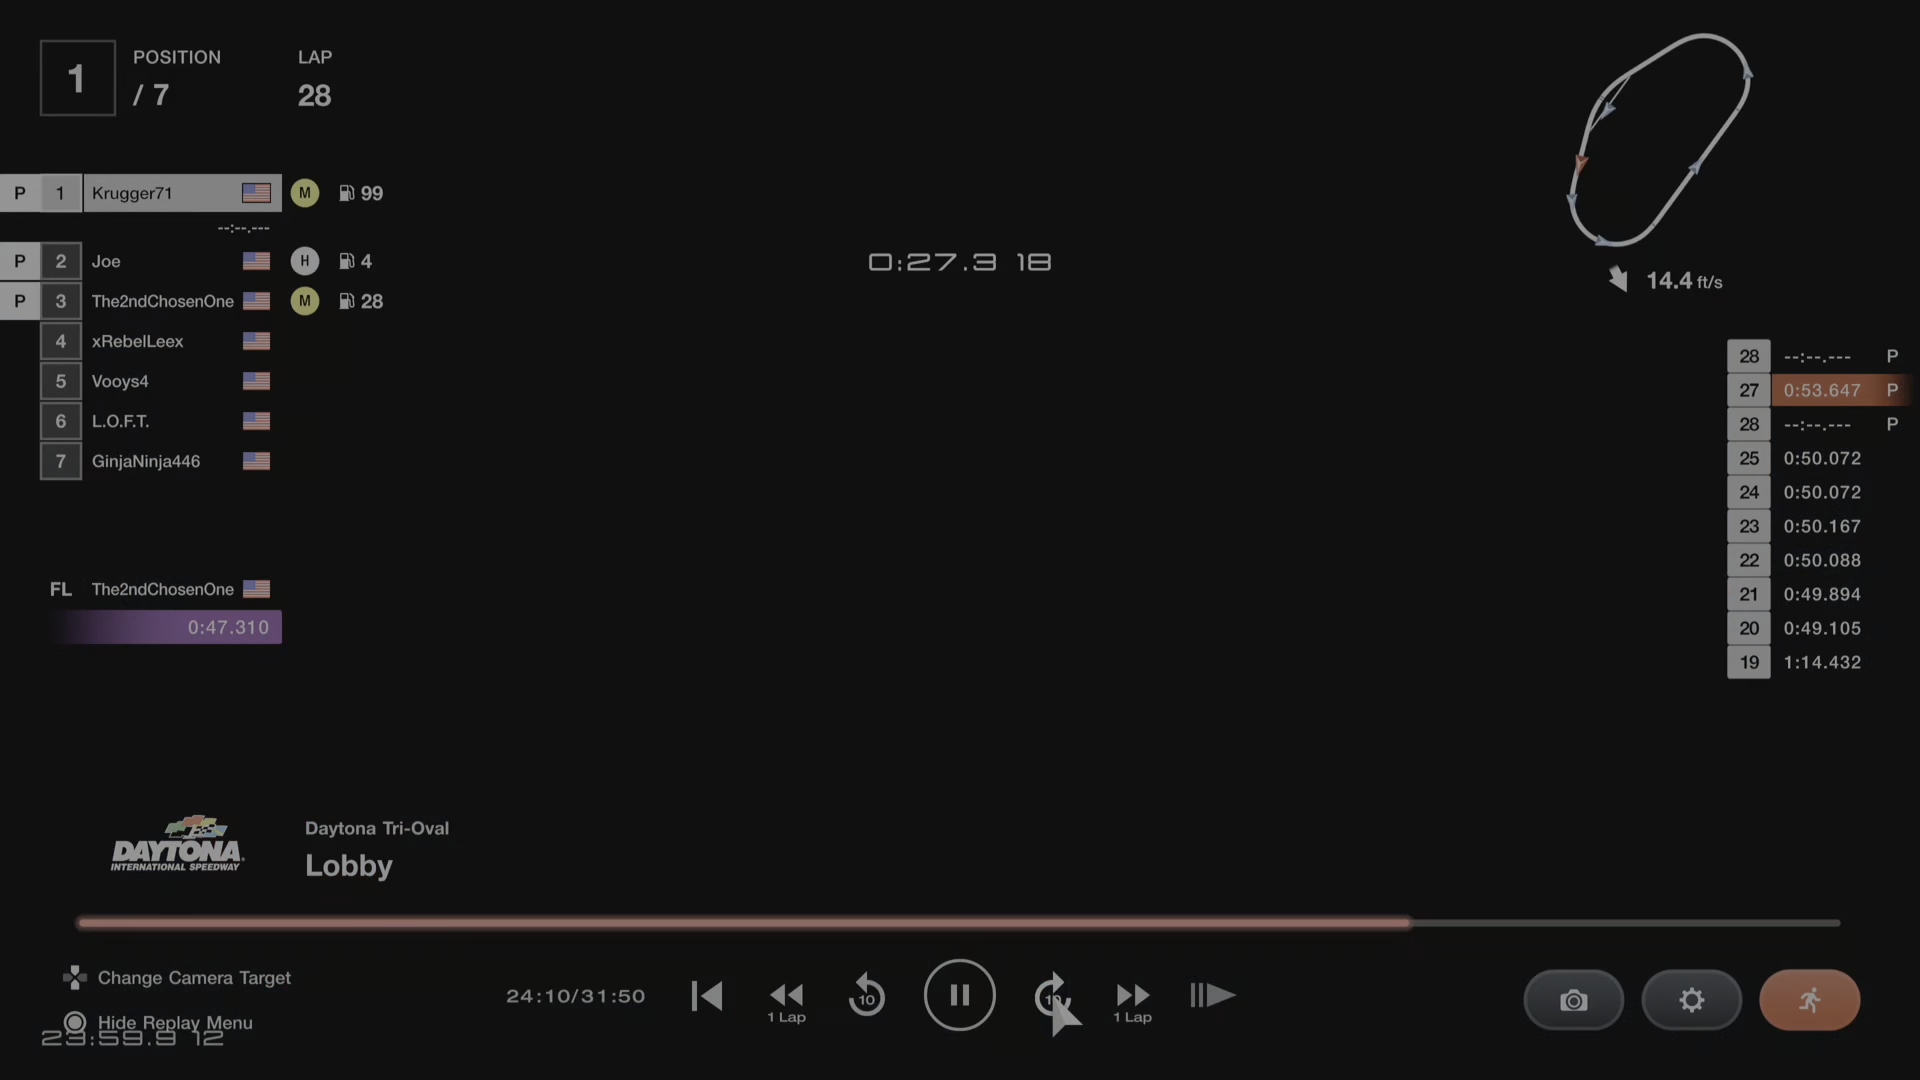 1
POSITION
/ 7
LAP
28
P 1 Krugger71 M 99
--:--.---
P 2 Joe H 4
P 3 The2ndChosenOne M 28
4 xRebelLeex
5 Vooys4
6 L.O.F.T.
7 GinjaNinja446
FL The2ndChosenOne
0:47.310
0:27.3 18
14.4 ft/s
28 --:--.--- P
27 0:53.647 P
28 --:--.--- P
25 0:50.072
24 0:50.072
23 0:50.167
22 0:50.088
21 0:49.894
20 0:49.105
19 1:14.432
DAYTONA
INTERNATIONAL SPEEDWAY
Daytona Tri-Oval
Lobby
Change Camera Target
Hide Replay Menu
23:59.9 12
24:10/31:50
1 Lap
10
10
1 Lap